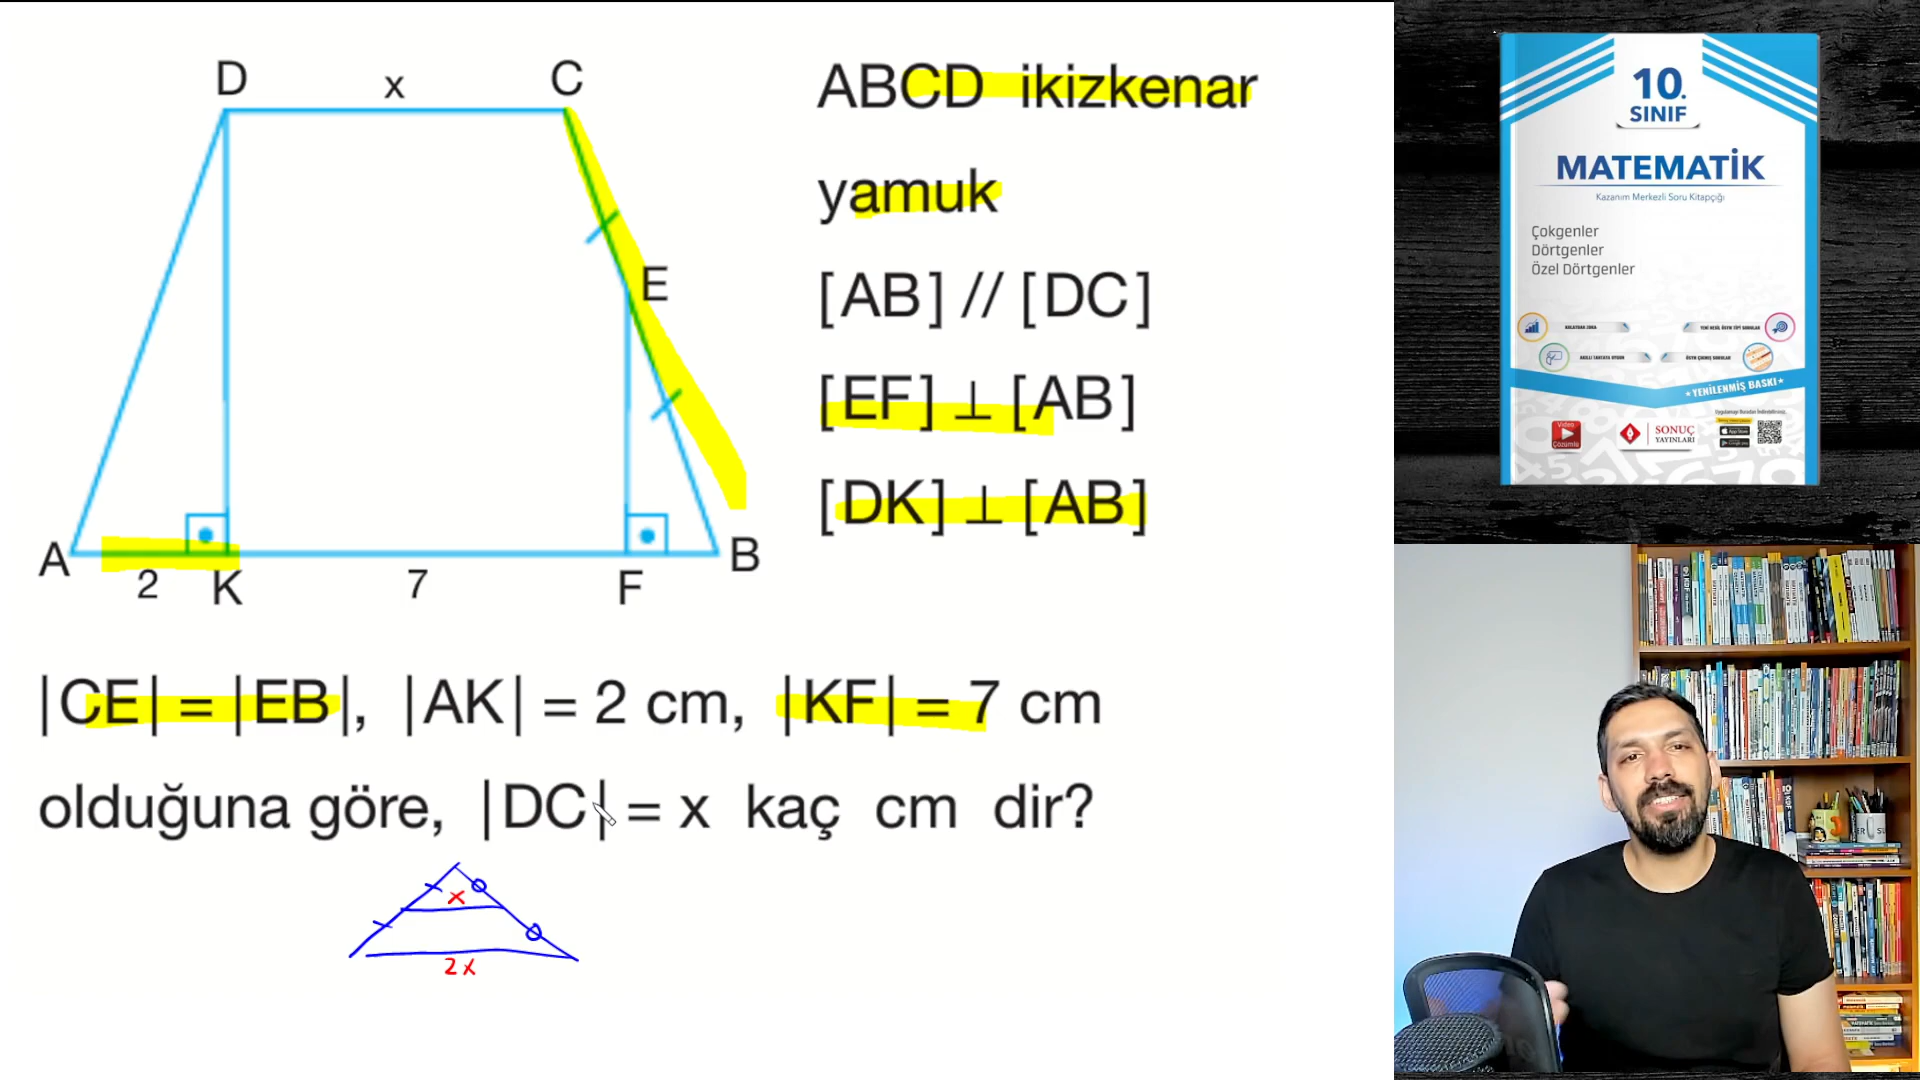 D x C
E
A 2 K 7 F B
ABCD ikizkenar
yamuk
[AB] // [DC]
[EF] ⊥ [AB]
[DK] ⊥ [AB]
|CE| = |EB|, |AK| = 2 cm, |KF| = 7 cm
olduğuna göre, |DC| = x kaç cm dir?
x
2x
10.
SINIF
MATEMATİK
Kazanım Merkezli Soru Kitapçığı
Çokgenler
Dörtgenler
Özel Dörtgenler
★YENİLENMİŞ BASKI★
Video
Çözümlü
SONUÇ
YAYINLARI